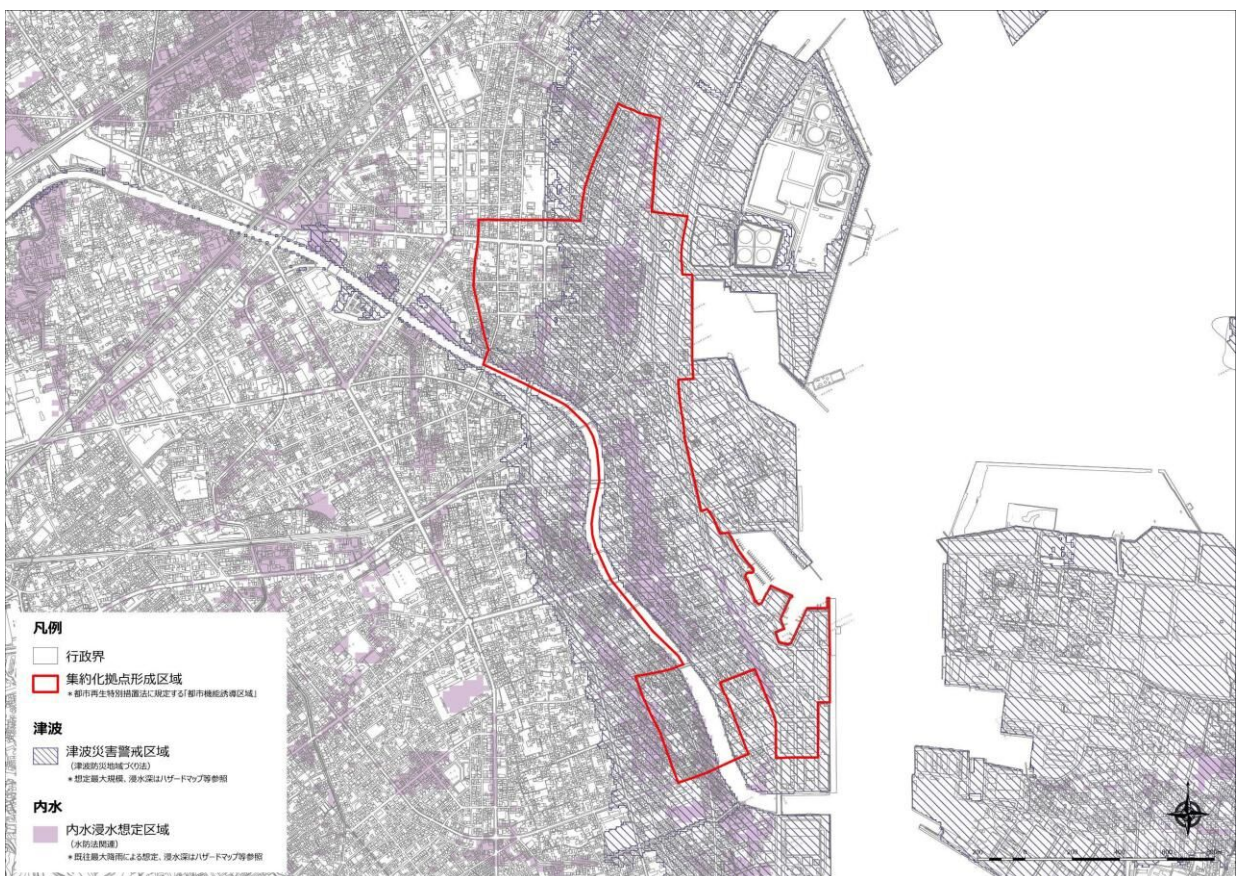 凡例
行政界
集約化拠点形成区域
＊都市再生特別措置法に規定する「都市機能誘導区域」
津波
津波災害警戒区域
（津波防災地域づくり法）
＊想定最大規模、浸水深はハザードマップ等参照
内水
内水浸水想定区域
（水防法関連）
＊既往最大降雨による想定、浸水深はハザードマップ等参照
200 0 200 400 600